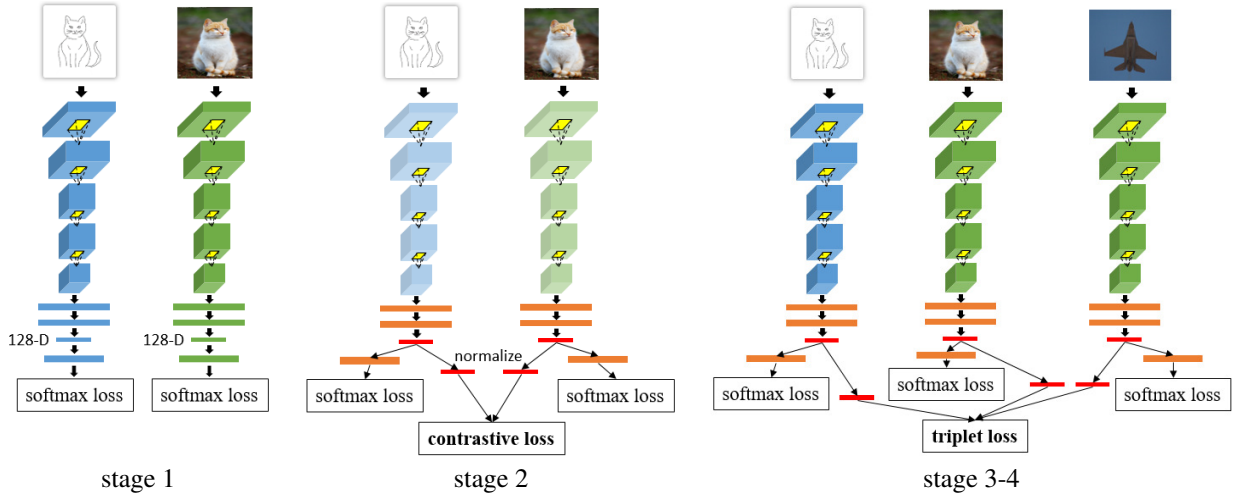 128-D
128-D
softmax loss
softmax loss
stage 1
normalize
softmax loss
softmax loss
contrastive loss
stage 2
softmax loss
softmax loss
softmax loss
triplet loss
stage 3-4